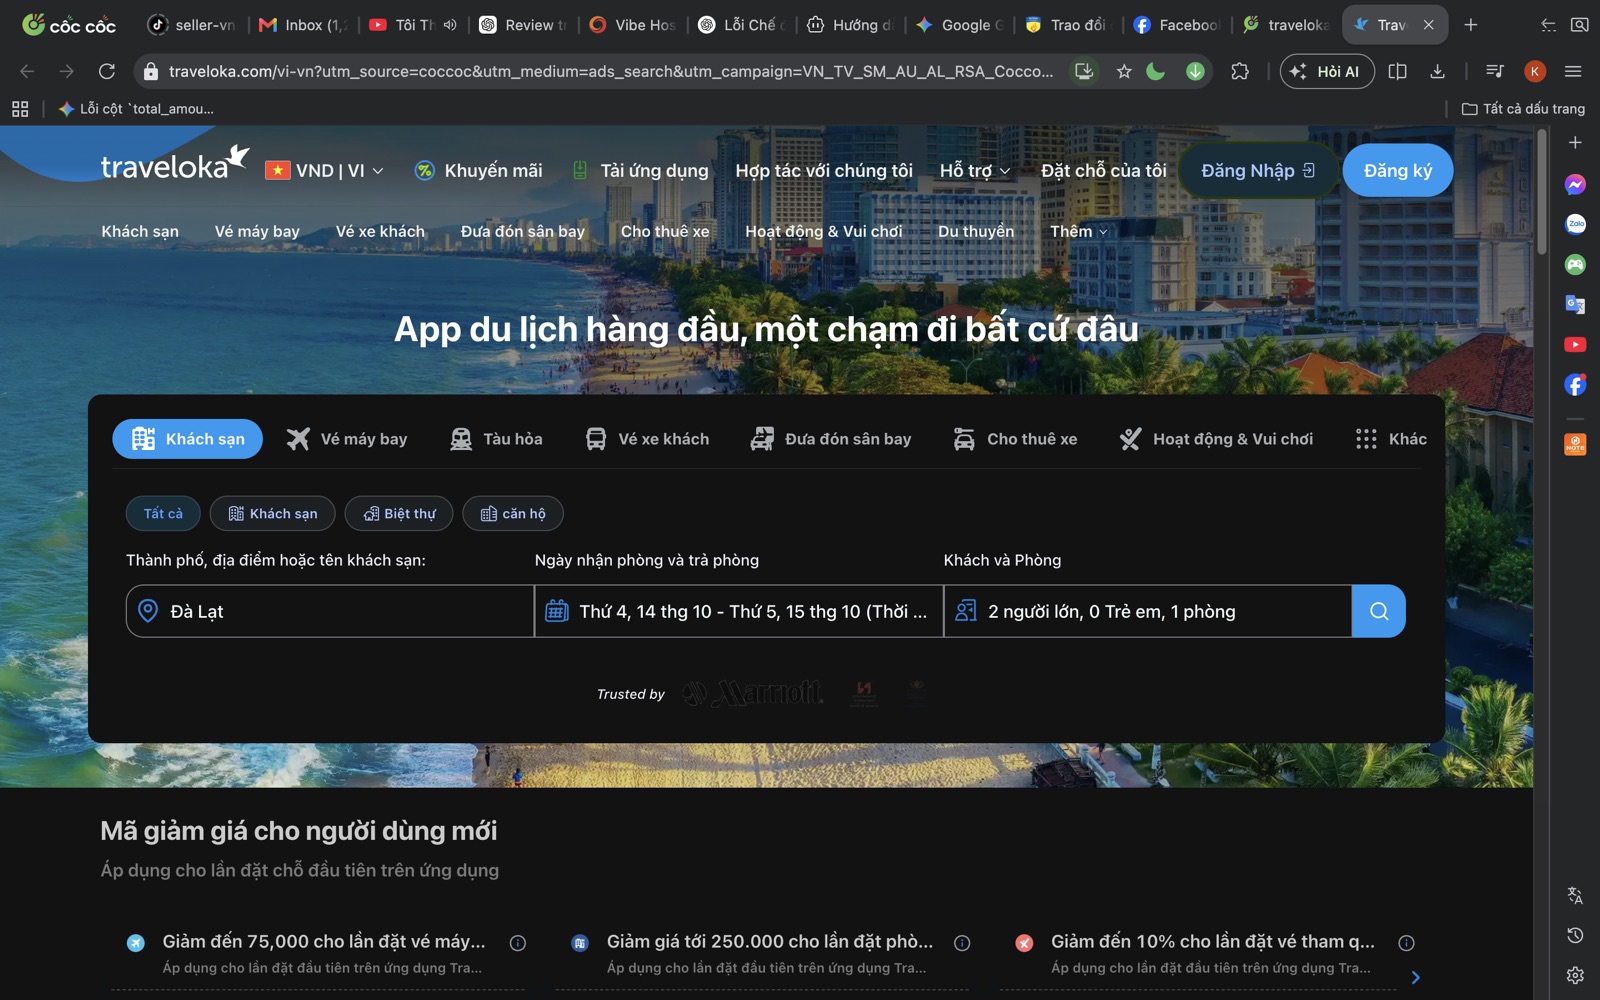 cốc cốc
seller-vn
Inbox (1,
Tôi Th
Review tr
Vibe Hos
Lỗi Chế
Hướng d
Google
Trao đổi
Facebook
traveloka
Trav
traveloka.com/vi-vn?utm_source=coccoc&utm_medium=ads_search&utm_campaign=VN_TV_SM_AU_AL_RSA_Cocco...
Hỏi AI
K
Lỗi cột `total_amou...
Tất cả dấu trang
traveloka
VND | VI
Khuyến mãi
Tải ứng dụng
Hợp tác với chúng tôi
Hỗ trợ
Đặt chỗ của tôi
Đăng Nhập
Đăng ký
Khách sạn
Vé máy bay
Vé xe khách
Đưa đón sân bay
Cho thuê xe
Hoạt động & Vui chơi
Du thuyền
Thêm
App du lịch hàng đầu, một chạm đi bất cứ đâu
Khách sạn
Vé máy bay
Tàu hỏa
Vé xe khách
Đưa đón sân bay
Cho thuê xe
Hoạt động & Vui chơi
Khác
Tất cả
Khách sạn
Biệt thự
căn hộ
Thành phố, địa điểm hoặc tên khách sạn:
Ngày nhận phòng và trả phòng
Khách và Phòng
Đà Lạt
Thứ 4, 14 thg 10 - Thứ 5, 15 thg 10 (Thời ...
2 người lớn, 0 Trẻ em, 1 phòng
Trusted by
Marriott
Mã giảm giá cho người dùng mới
Áp dụng cho lần đặt chỗ đầu tiên trên ứng dụng
Giảm đến 75,000 cho lần đặt vé máy...
Áp dụng cho lần đặt đầu tiên trên ứng dụng Tra...
Giảm giá tới 250.000 cho lần đặt phò...
Áp dụng cho lần đặt đầu tiên trên ứng dụng Tra...
Giảm đến 10% cho lần đặt vé tham q...
Áp dụng cho lần đặt đầu tiên trên ứng dụng Tra...
Zalo
NOTE